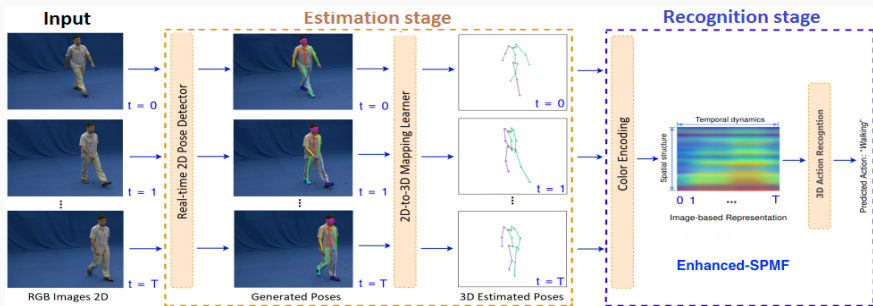 Input
Estimation stage
Recognition stage
t = 0
t = 1
...
t = T
RGB Images 2D
Real-time 2D Pose Detector
t = 0
t = 1
...
t = T
Generated Poses
2D-to-3D Mapping Learner
t = 0
t = 1
...
t = T
3D Estimated Poses
Color Encoding
Temporal dynamics
Spatial structure
0 1 ... T
Image-based Representation
Enhanced-SPMF
3D Action Recogntion
Predicted Action: "Walking"